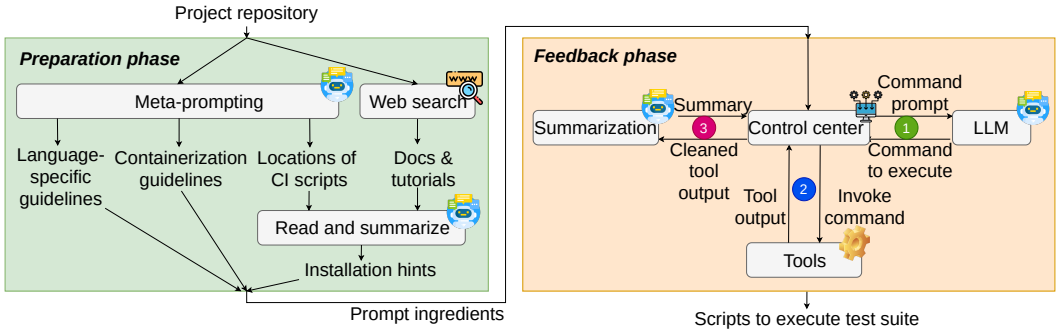 Project repository
Preparation phase
Meta-prompting
WWW
Web search
Language-
specific
guidelines
Containerization
guidelines
Locations of
CI scripts
Docs &
tutorials
Read and summarize
Installation hints
Prompt ingredients
Feedback phase
Summarization
Summary
3
Cleaned
tool
output
Control center
Command
prompt
1
Command
to execute
LLM
Tool
output
2
Invoke
command
Tools
Scripts to execute test suite